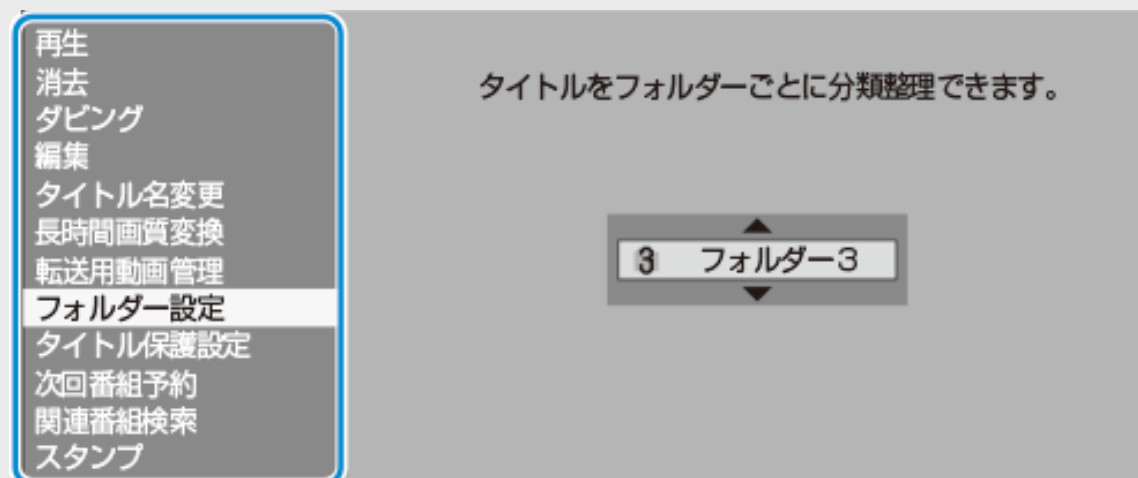 再生
消去
ダビング
編集
タイトル名変更
長時間画質変換
転送用動画管理
フォルダー設定
タイトル保護設定
次回番組予約
関連番組検索
スタンプ
タイトルをフォルダーごとに分類整理できます。
3 フォルダー3